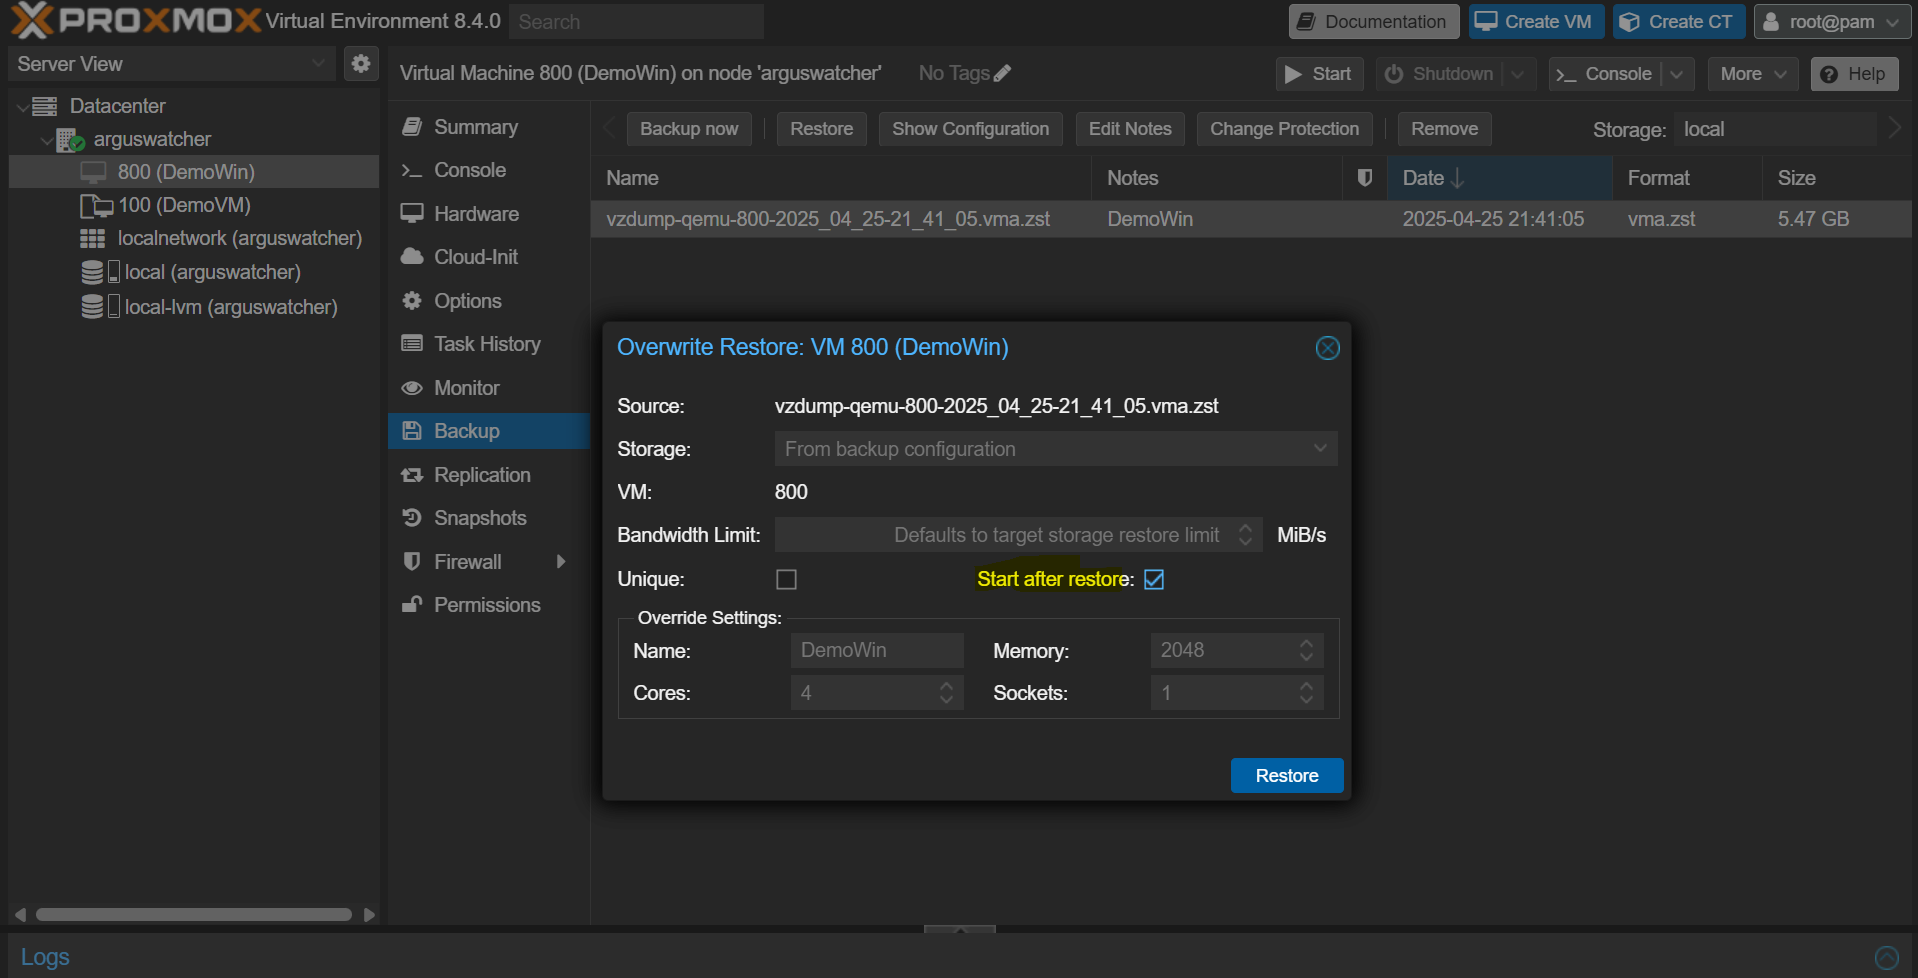 PROXMOX Virtual Environment 8.4.0 Search Documentation Create VM Create CT root@pam
Server View
Virtual Machine 800 (DemoWin) on node 'arguswatcher' No Tags Start Shutdown Console More Help
Datacenter
arguswatcher
800 (DemoWin)
100 (DemoVM)
localnetwork (arguswatcher)
local (arguswatcher)
local-lvm (arguswatcher)
Summary
Console
Hardware
Cloud-Init
Options
Task History
Monitor
Backup
Replication
Snapshots
Firewall
Permissions
Backup now Restore Show Configuration Edit Notes Change Protection Remove Storage: local
Name Notes Date Format Size
vzdump-qemu-800-2025_04_25-21_41_05.vma.zst DemoWin 2025-04-25 21:41:05 vma.zst 5.47 GB
Overwrite Restore: VM 800 (DemoWin)
Source: vzdump-qemu-800-2025_04_25-21_41_05.vma.zst
Storage: From backup configuration
VM: 800
Bandwidth Limit: Defaults to target storage restore limit MiB/s
Unique: Start after restore:
Override Settings:
Name: DemoWin Memory: 2048
Cores: 4 Sockets: 1
Restore
Logs